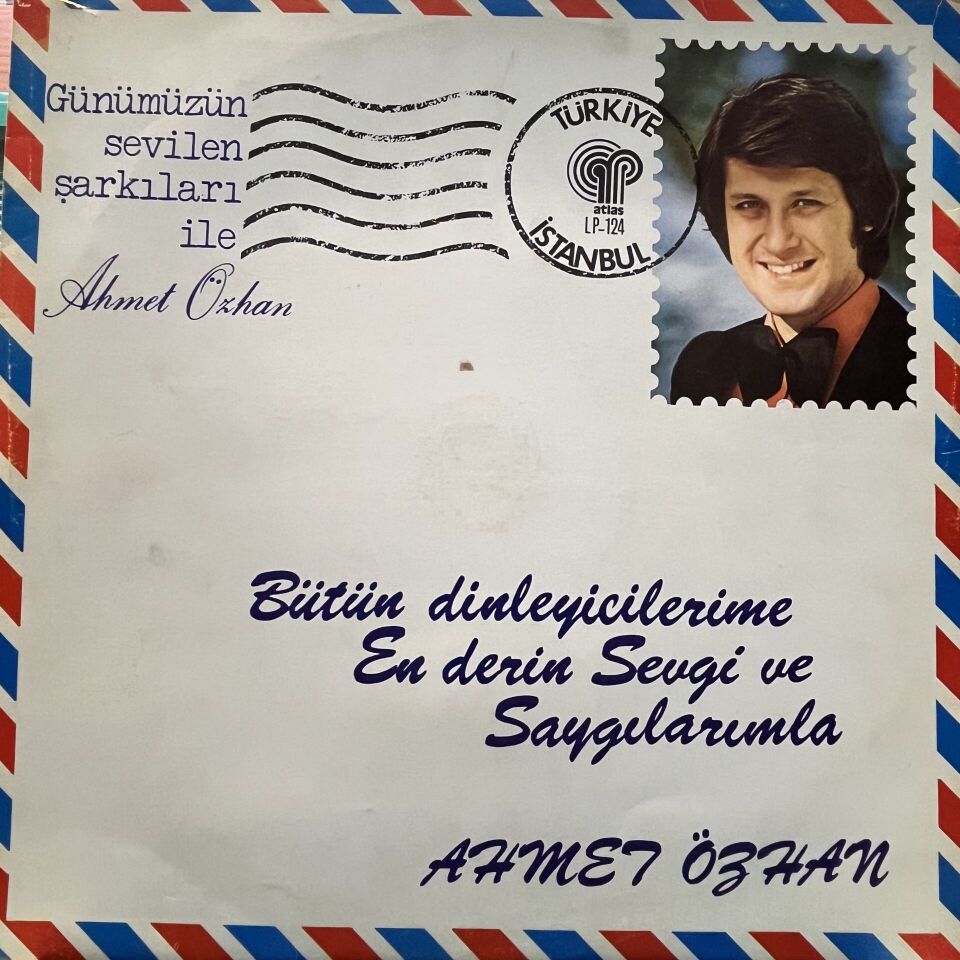 Günümüzün
sevilen
şarkıları
ile
Ahmet Özhan
TÜRKİYE
atlas
LP-124
İSTANBUL
Bütün dinleyicilerime
En derin Sevgi ve
Saygılarımla
AHMET ÖZHAN